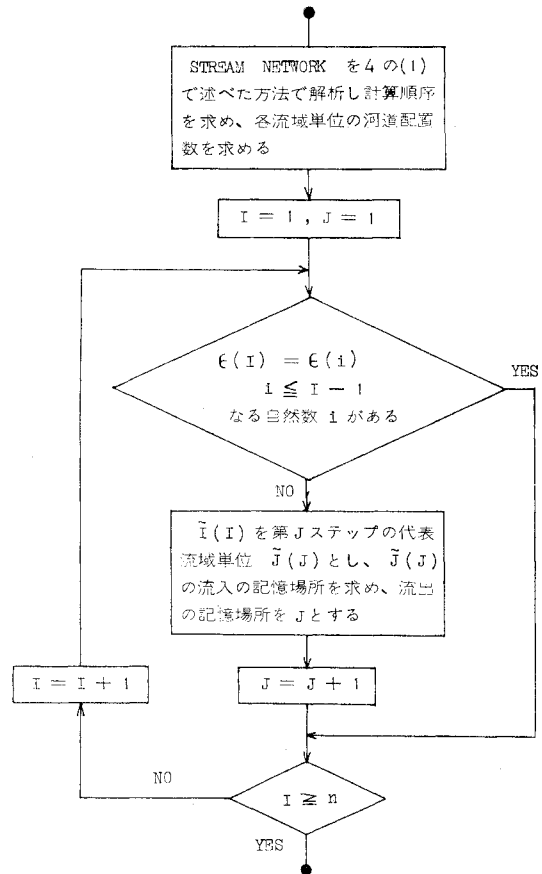 STREAM NETWORK を4の(1)
で述べた方法で解析し計算順序
を求め、各流域単位の河道配置
数を求める
I = 1 , J = 1
ϵ(I) = ϵ(i)
i ≦ I − 1
なる自然数 i がある
YES
NO
Ĩ(I) を第Jステップの代表
流域単位 J̃(J) とし、J̃(J)
の流入の記憶場所を求め、流出
の記憶場所をJとする
I = I + 1
J = J + 1
NO
I ≧ n
YES